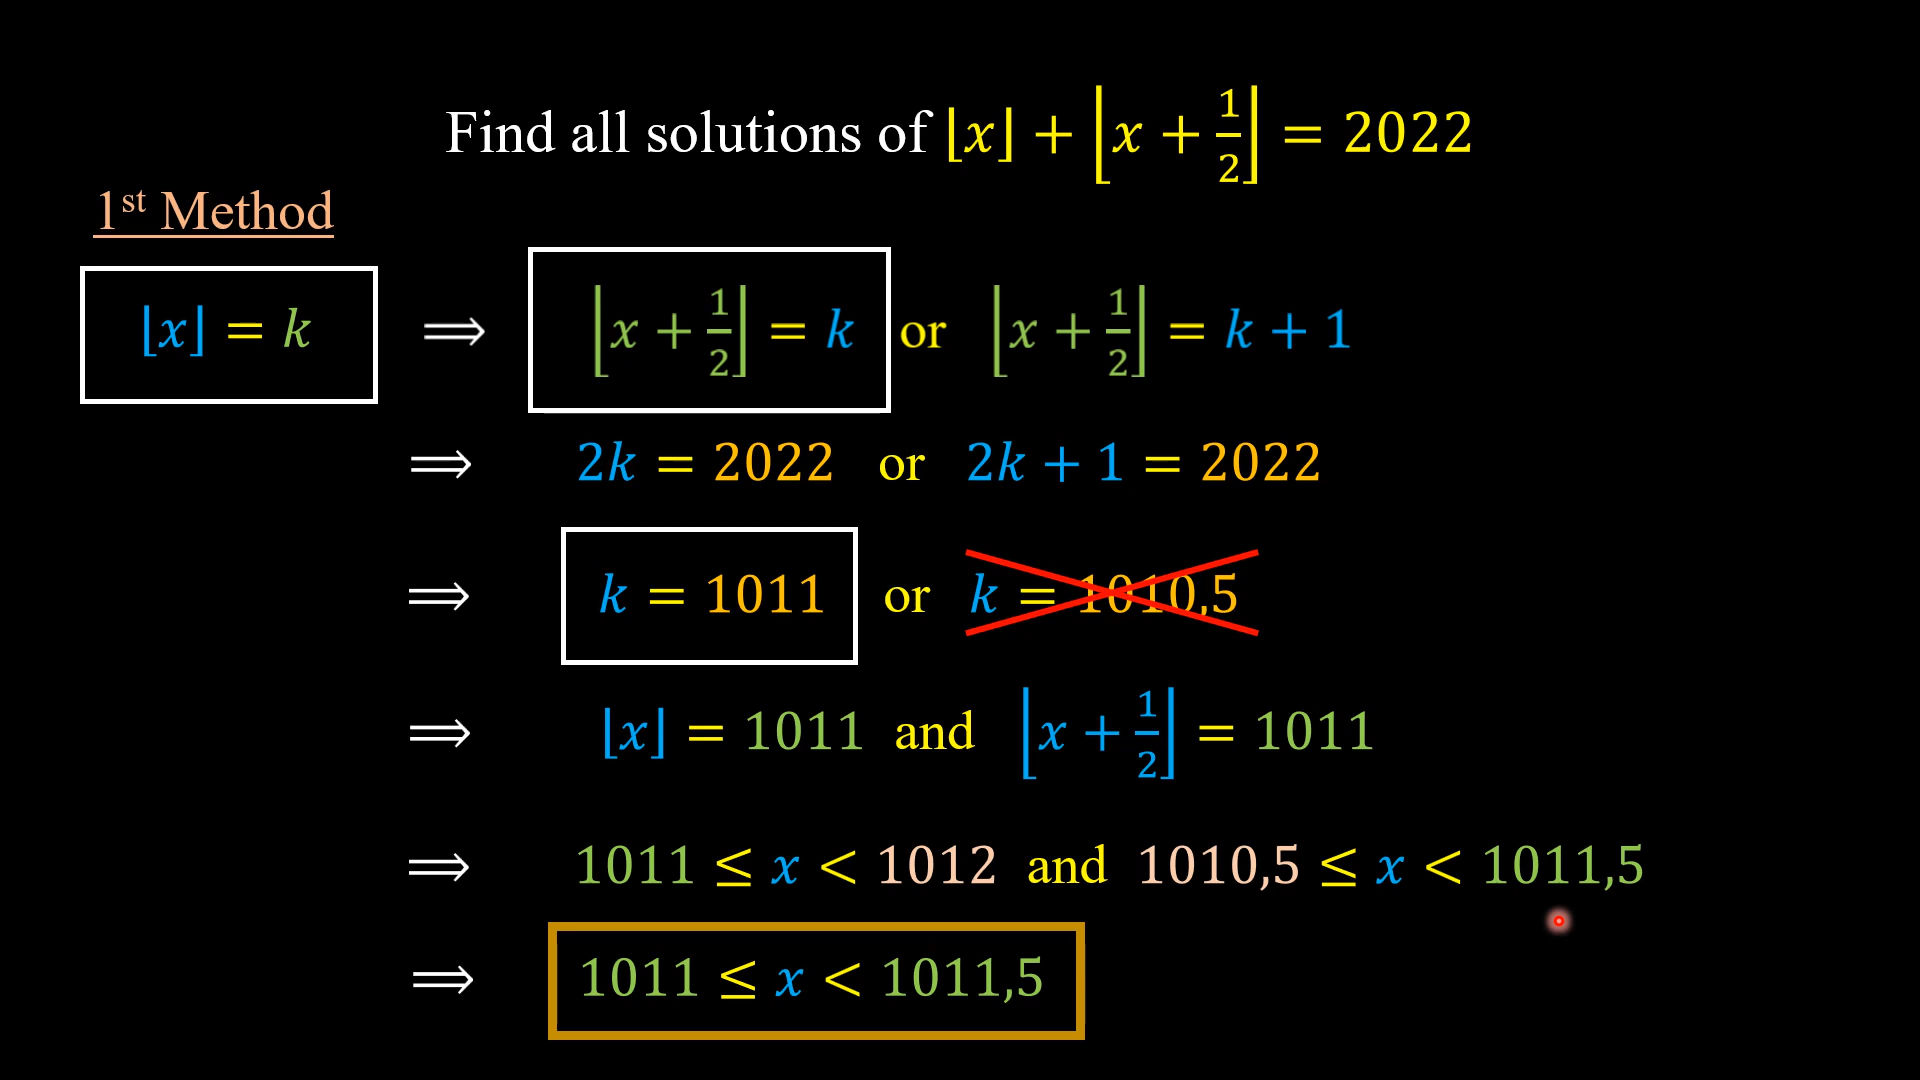 Find all solutions of ⌊x⌋ + ⌊x + 1/2⌋ = 2022
1st Method
⌊x⌋ = k ⟹ ⌊x + 1/2⌋ = k or ⌊x + 1/2⌋ = k + 1
⟹ 2k = 2022 or 2k + 1 = 2022
⟹ k = 1011 or k = 1010,5
⟹ ⌊x⌋ = 1011 and ⌊x + 1/2⌋ = 1011
⟹ 1011 ≤ x < 1012 and 1010,5 ≤ x < 1011,5
⟹ 1011 ≤ x < 1011,5